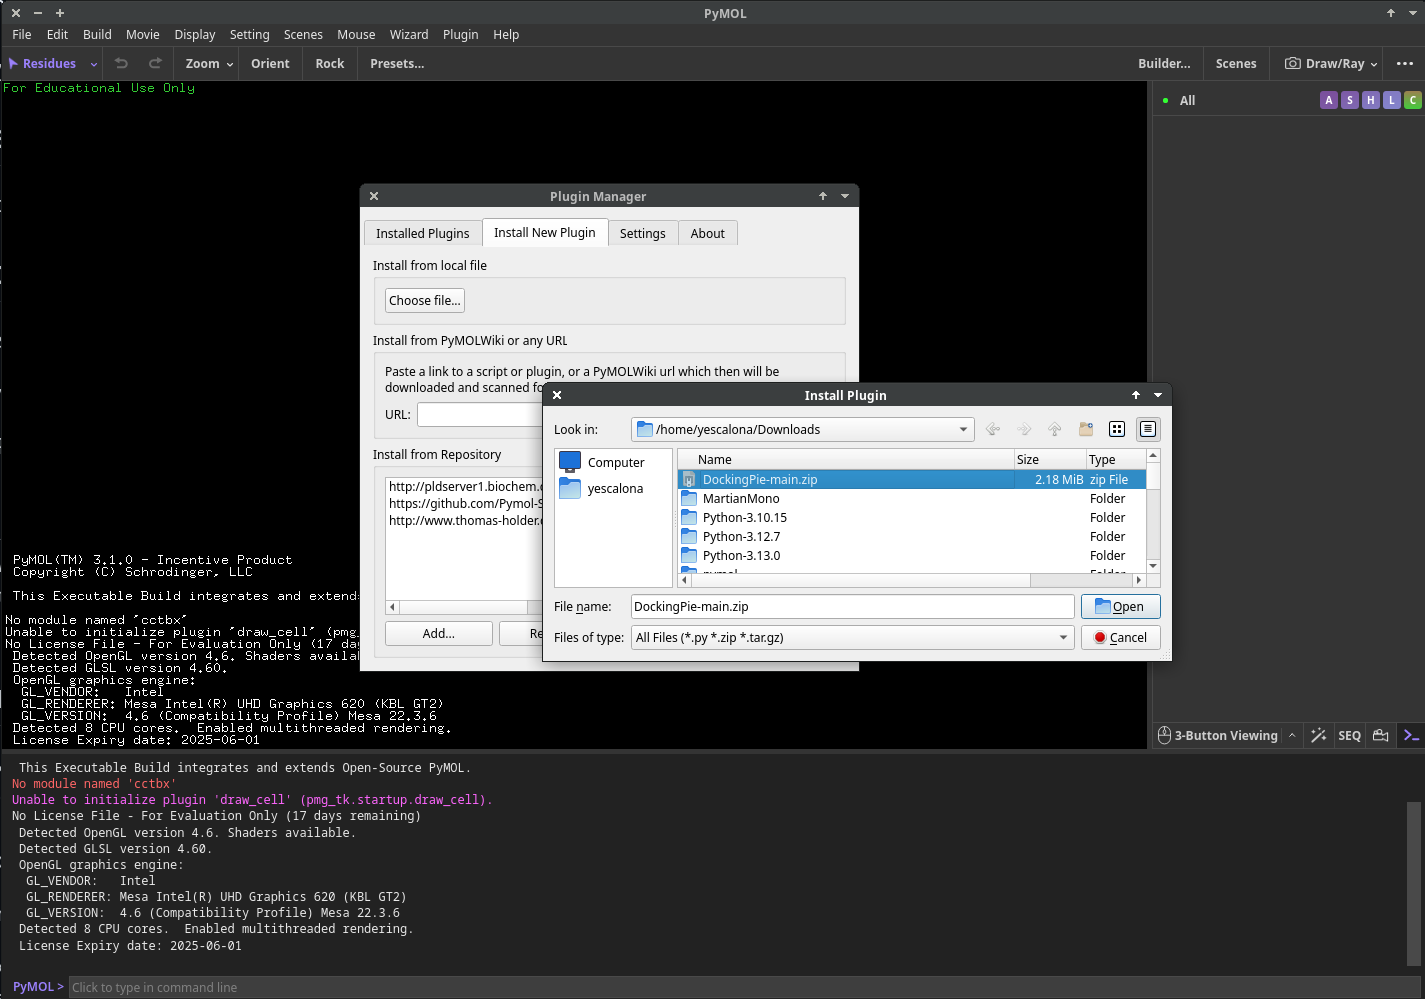 PyMOL
File Edit Build Movie Display Setting Scenes Mouse Wizard Plugin Help
Residues Zoom Orient Rock Presets... Builder... Scenes Draw/Ray
For Educational Use Only
All A S H L C
Plugin Manager
Installed Plugins Install New Plugin Settings About
Install from local file
Choose file...
Install from PyMOLWiki or any URL
Paste a link to a script or plugin, or a PyMOLWiki url which then will be
downloaded and scanned fo
URL:
Install from Repository
http://pldserver1.biochem.
https://github.com/Pymol-S
http://www.thomas-holder.
Add...
Re
Install Plugin
Look in: /home/yescalona/Downloads
Computer
yescalona
Name Size Type
DockingPie-main.zip 2.18 MiB zip File
MartianMono Folder
Python-3.10.15 Folder
Python-3.12.7 Folder
Python-3.13.0 Folder
File name: DockingPie-main.zip Open
Files of type: All Files (*.py *.zip *.tar.gz) Cancel
PyMOL(TM) 3.1.0 - Incentive Product
Copyright (C) Schrodinger, LLC
This Executable Build integrates and extend
No module named "cctbx"
Unable to initialize plugin "draw_cell" (pmg_
No License File - For Evaluation Only (17 da
Detected OpenGL version 4.6. Shaders availa
Detected GLSL version 4.60.
OpenGL graphics engine:
GL_VENDOR: Intel
GL_RENDERER: Mesa Intel(R) UHD Graphics 620 (KBL GT2)
GL_VERSION: 4.6 (Compatibility Profile) Mesa 22.3.6
Detected 8 CPU cores. Enabled multithreaded rendering.
License Expiry date: 2025-06-01
3-Button Viewing SEQ
This Executable Build integrates and extends Open-Source PyMOL.
No module named 'cctbx'
Unable to initialize plugin 'draw_cell' (pmg_tk.startup.draw_cell).
No License File - For Evaluation Only (17 days remaining)
Detected OpenGL version 4.6. Shaders available.
Detected GLSL version 4.60.
OpenGL graphics engine:
GL_VENDOR: Intel
GL_RENDERER: Mesa Intel(R) UHD Graphics 620 (KBL GT2)
GL_VERSION: 4.6 (Compatibility Profile) Mesa 22.3.6
Detected 8 CPU cores. Enabled multithreaded rendering.
License Expiry date: 2025-06-01
PyMOL > Click to type in command line